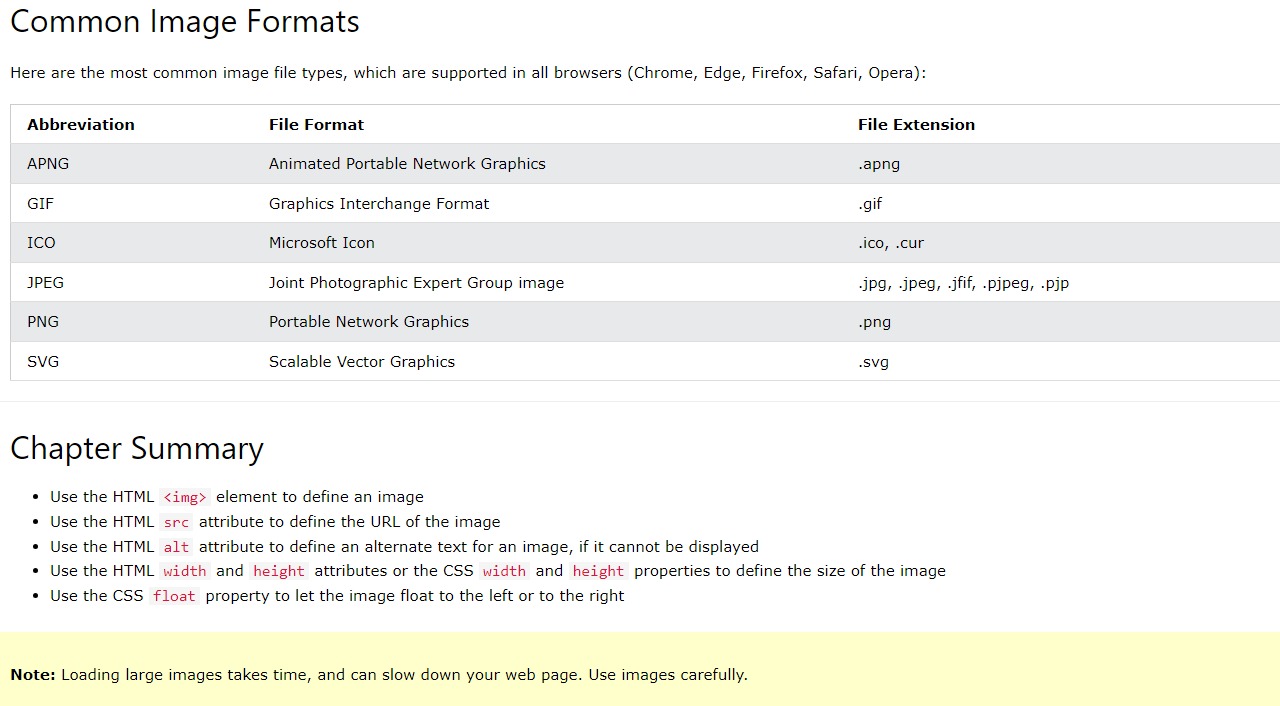 Common Image Formats
Here are the most common image file types, which are supported in all browsers (Chrome, Edge, Firefox, Safari, Opera):
Abbreviation File Format File Extension
APNG Animated Portable Network Graphics .apng
GIF Graphics Interchange Format .gif
ICO Microsoft Icon .ico, .cur
JPEG Joint Photographic Expert Group image .jpg, .jpeg, .jfif, .pjpeg, .pjp
PNG Portable Network Graphics .png
SVG Scalable Vector Graphics .svg
Chapter Summary
• Use the HTML <img> element to define an image
• Use the HTML src attribute to define the URL of the image
• Use the HTML alt attribute to define an alternate text for an image, if it cannot be displayed
• Use the HTML width and height attributes or the CSS width and height properties to define the size of the image
• Use the CSS float property to let the image float to the left or to the right
Note: Loading large images takes time, and can slow down your web page. Use images carefully.